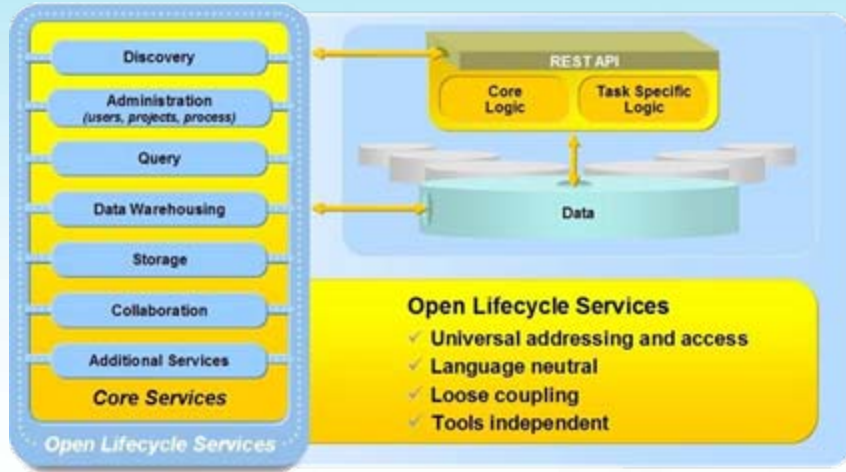 Discovery
Administration
(users, projects, process)
Query
Data Warehousing
Storage
Collaboration
Additional Services
Core Services
Open Lifecycle Services
REST API
Core
Logic
Task Specific
Logic
Data
Open Lifecycle Services
✓ Universal addressing and access
✓ Language neutral
✓ Loose coupling
✓ Tools independent